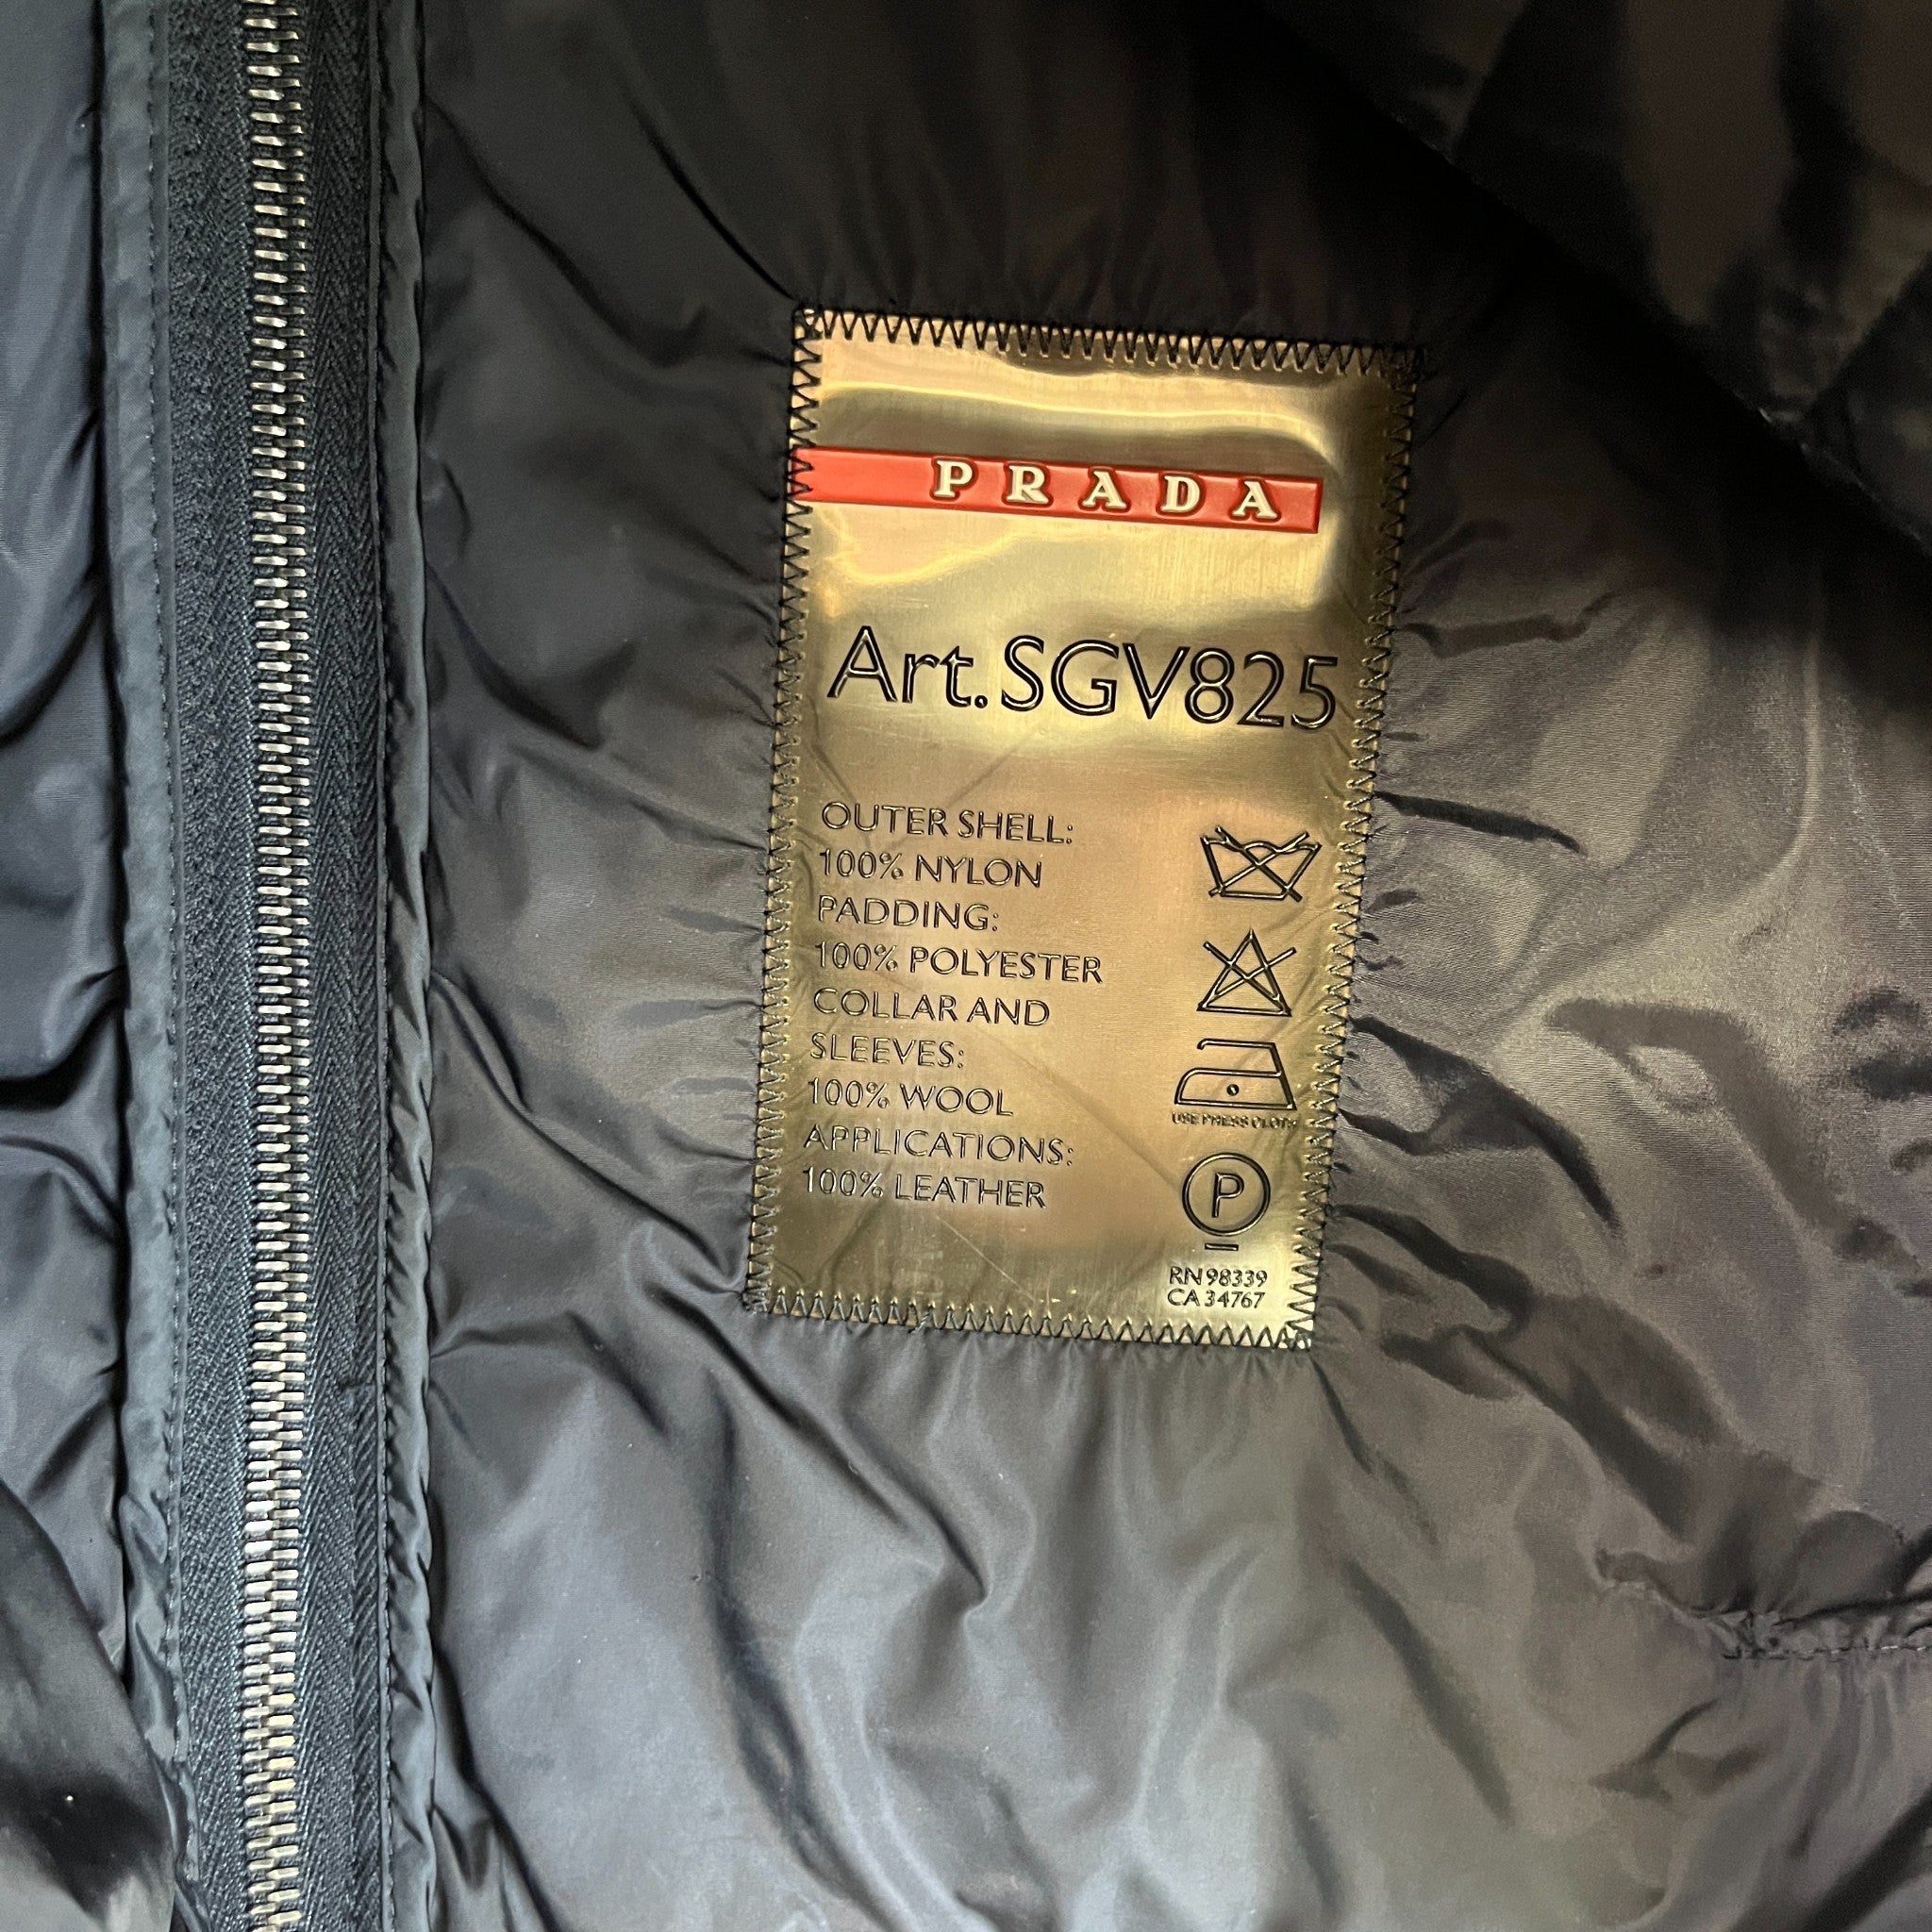 PRADA
Art. SGV825
OUTER SHELL:
100% NYLON
PADDING:
100% POLYESTER
COLLAR AND
SLEEVES:
100% WOOL
APPLICATIONS:
100% LEATHER
USE PRESS CLOTH
P
RN 98339
CA 34767